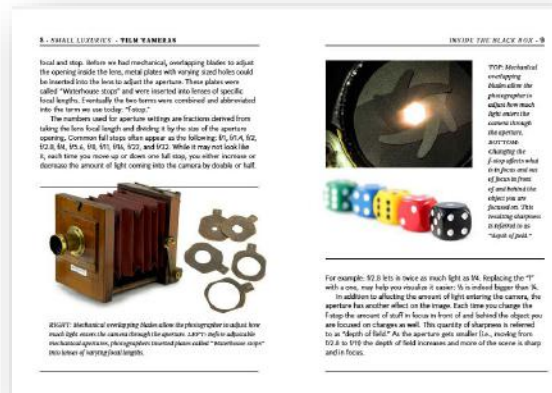 8 - SMALL LUXURIES - FILM CAMERAS
focal and stop. Before we had mechanical, overlapping blades to adjust
the opening inside the lens, metal plates with varying sized holes could
be inserted into the lens to adjust the aperture. These plates were
called "Waterhouse stops" and were inserted into lenses of specific
focal lengths. Eventually the two terms were combined and abbreviated
into the term we use today: "f-stop."
The numbers used for aperture settings are fractions derived from
taking the lens focal length and dividing it by the size of the aperture
opening. Common full stops often appear as the following: f/1, f/1.4, f/2,
f/2.8, f/4, f/5.6, f/8, f/11, f/16, f/22, and f/32. While it may not look like
it, each time you move up or down one full stop, you either increase or
decrease the amount of light coming into the camera by double or half.
RIGHT: Mechanical overlapping blades allow the photographer to adjust how
much light enters the camera through the aperture. LEFT: Before adjustable
mechanical apertures, photographers inserted plates called "Waterhouse stops"
into lenses of varying focal lengths.
INSIDE THE BLACK BOX - 9
TOP: Mechanical
overlapping
blades allow the
photographer to
adjust how much
light enters the
camera through
the aperture.
BOTTOM:
Changing the
f-stop affects what
is in focus and out
of focus in front
of and behind the
object you are
focused on. This
resulting sharpness
is referred to as
"depth of field."
For example: f/2.8 lets in twice as much light as f/4. Replacing the "f"
with a one, may help you visualize it easier: ½ is indeed bigger than ¼.
In addition to affecting the amount of light entering the camera, the
aperture has another effect on the image. Each time you change the
f-stop the amount of stuff in focus in front of and behind the object you
are focused on changes as well. This quantity of sharpness is referred
to as "depth of field." As the aperture gets smaller (i.e., moving from
f/2.8 to f/11) the depth of field increases and more of the scene is sharp
and in focus.